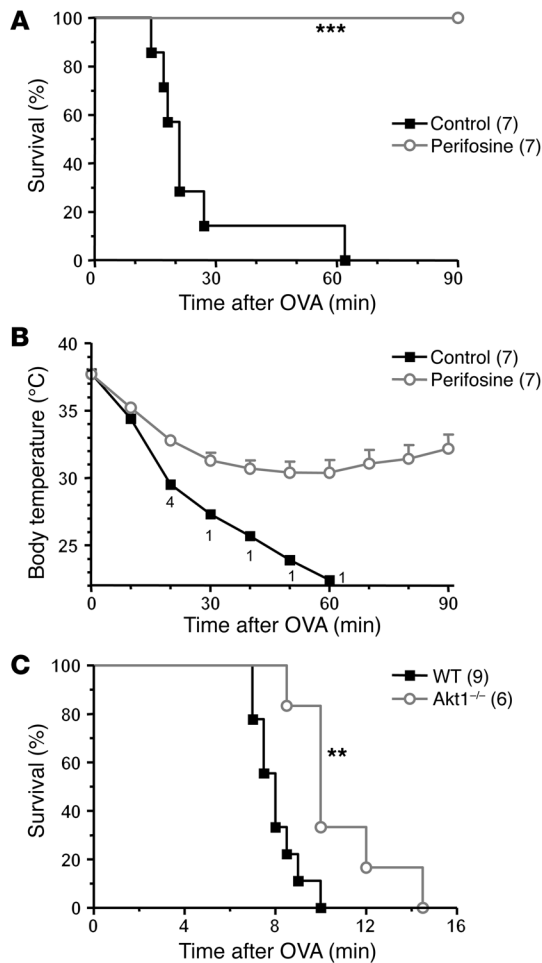 A
100
80
60
40
20
0
Survival (%)
***
Control (7)
Perifosine (7)
0 30 60 90
Time after OVA (min)
B
40
35
30
25
Body temperature (°C)
Control (7)
Perifosine (7)
4
1
1
1
1
0 30 60 90
Time after OVA (min)
C
100
80
60
40
20
0
Survival (%)
WT (9)
Akt1⁻/⁻ (6)
**
0 4 8 12 16
Time after OVA (min)